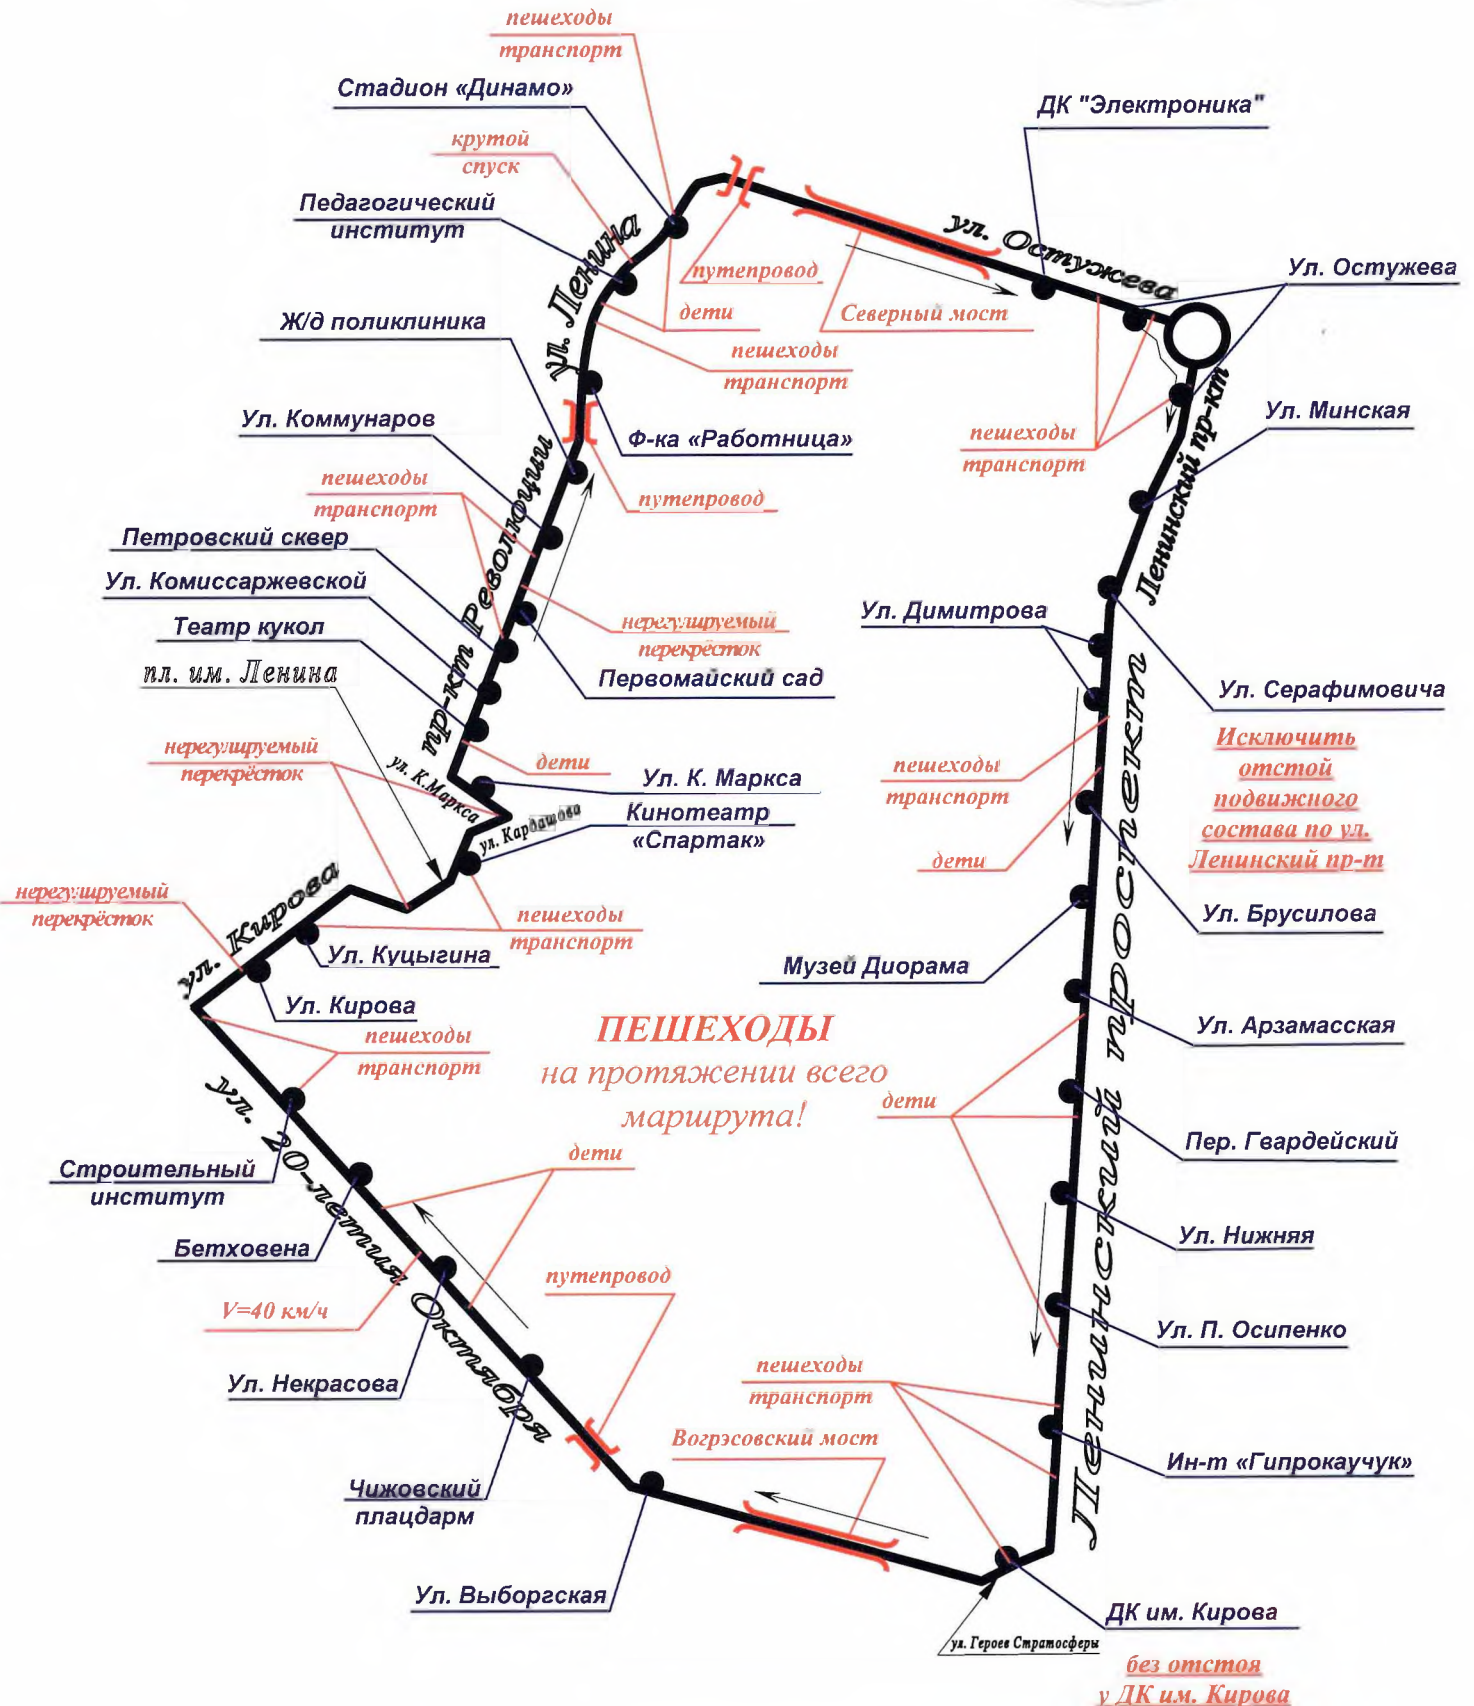 пешеходы
транспорт
Стадион «Динамо»
ДК "Электроника"
крутой
спуск
Педагогический
институт
ул. Ленина
ул. Остужева
путепровод
Ул. Остужева
Ж/д поликлиника
дети
Северный мост
пешеходы
транспорт
Ул. Коммунаров
Ф-ка «Работница»
пешеходы
транспорт
Ул. Минская
Ленинский пр-кт
пешеходы
транспорт
путепровод
пр-кт Революции
Петровский сквер
Ул. Комиссаржевской
Театр кукол
пл. им. Ленина
нерегулируемый
перекрёсток
Первомайский сад
Ул. Димитрова
Ул. Серафимовича
Исключить
отстой
подвижного
состава по ул.
Ленинский пр-т
нерегулируемый
перекрёсток
ул. К.Маркса
дети
Ул. К. Маркса
ул. Кардашова
Кинотеатр
«Спартак»
пешеходы
транспорт
дети
нерегулируемый
перекрёсток
ул. Кирова
пешеходы
транспорт
Ул. Куцыгина
Ул. Кирова
Ул. Брусилова
Музей Диорама
Ул. Арзамасская
Ленинский проспект
ПЕШЕХОДЫ
на протяжении всего
маршрута!
пешеходы
транспорт
дети
Пер. Гвардейский
ул. 20-летия Октября
дети
Строительный
институт
Бетховена
Ул. Нижняя
путепровод
V=40 км/ч
Ул. П. Осипенко
Ул. Некрасова
пешеходы
транспорт
Вогрэсовский мост
Ин-т «Гипрокаучук»
Чижовский
плацдарм
Ул. Выборгская
ДК им. Кирова
ул. Героев Стратосферы
без отстоя
у ДК им. Кирова